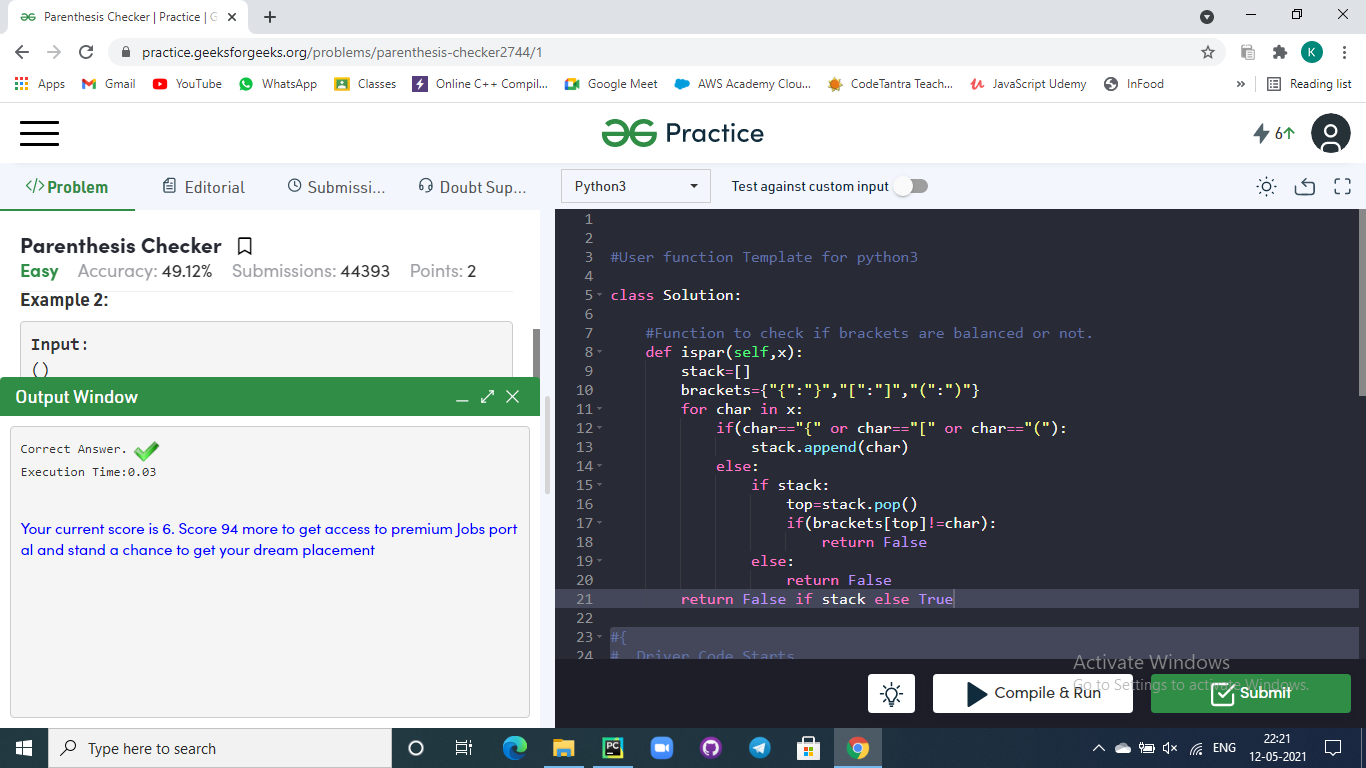 Parenthesis Checker | Practice | G
practice.geeksforgeeks.org/problems/parenthesis-checker2744/1
K
Apps Gmail YouTube WhatsApp Classes Online C++ Compil... Google Meet AWS Academy Clou... CodeTantra Teach... JavaScript Udemy InFood » Reading list
Practice
6↑
</>Problem Editorial Submissi... Doubt Sup...
Python3 Test against custom input
Parenthesis Checker
Easy Accuracy: 49.12% Submissions: 44393 Points: 2
Example 2:
Input:
()
Output Window
Correct Answer.
Execution Time:0.03
Your current score is 6. Score 94 more to get access to premium Jobs port
al and stand a chance to get your dream placement
1
2
3 #User function Template for python3
4
5 class Solution:
6
7 #Function to check if brackets are balanced or not.
8 def ispar(self,x):
9 stack=[]
10 brackets={"{":"}","[":"]","(":")"}
11 for char in x:
12 if(char=="{" or char=="[" or char=="("):
13 stack.append(char)
14 else:
15 if stack:
16 top=stack.pop()
17 if(brackets[top]!=char):
18 return False
19 else:
20 return False
21 return False if stack else True
22
23 #{
24 # Driver Code Starts
Activate Windows
Go to Settings to activate Windows.
Compile & Run
Submit
Type here to search
PC
ENG
22:21
12-05-2021